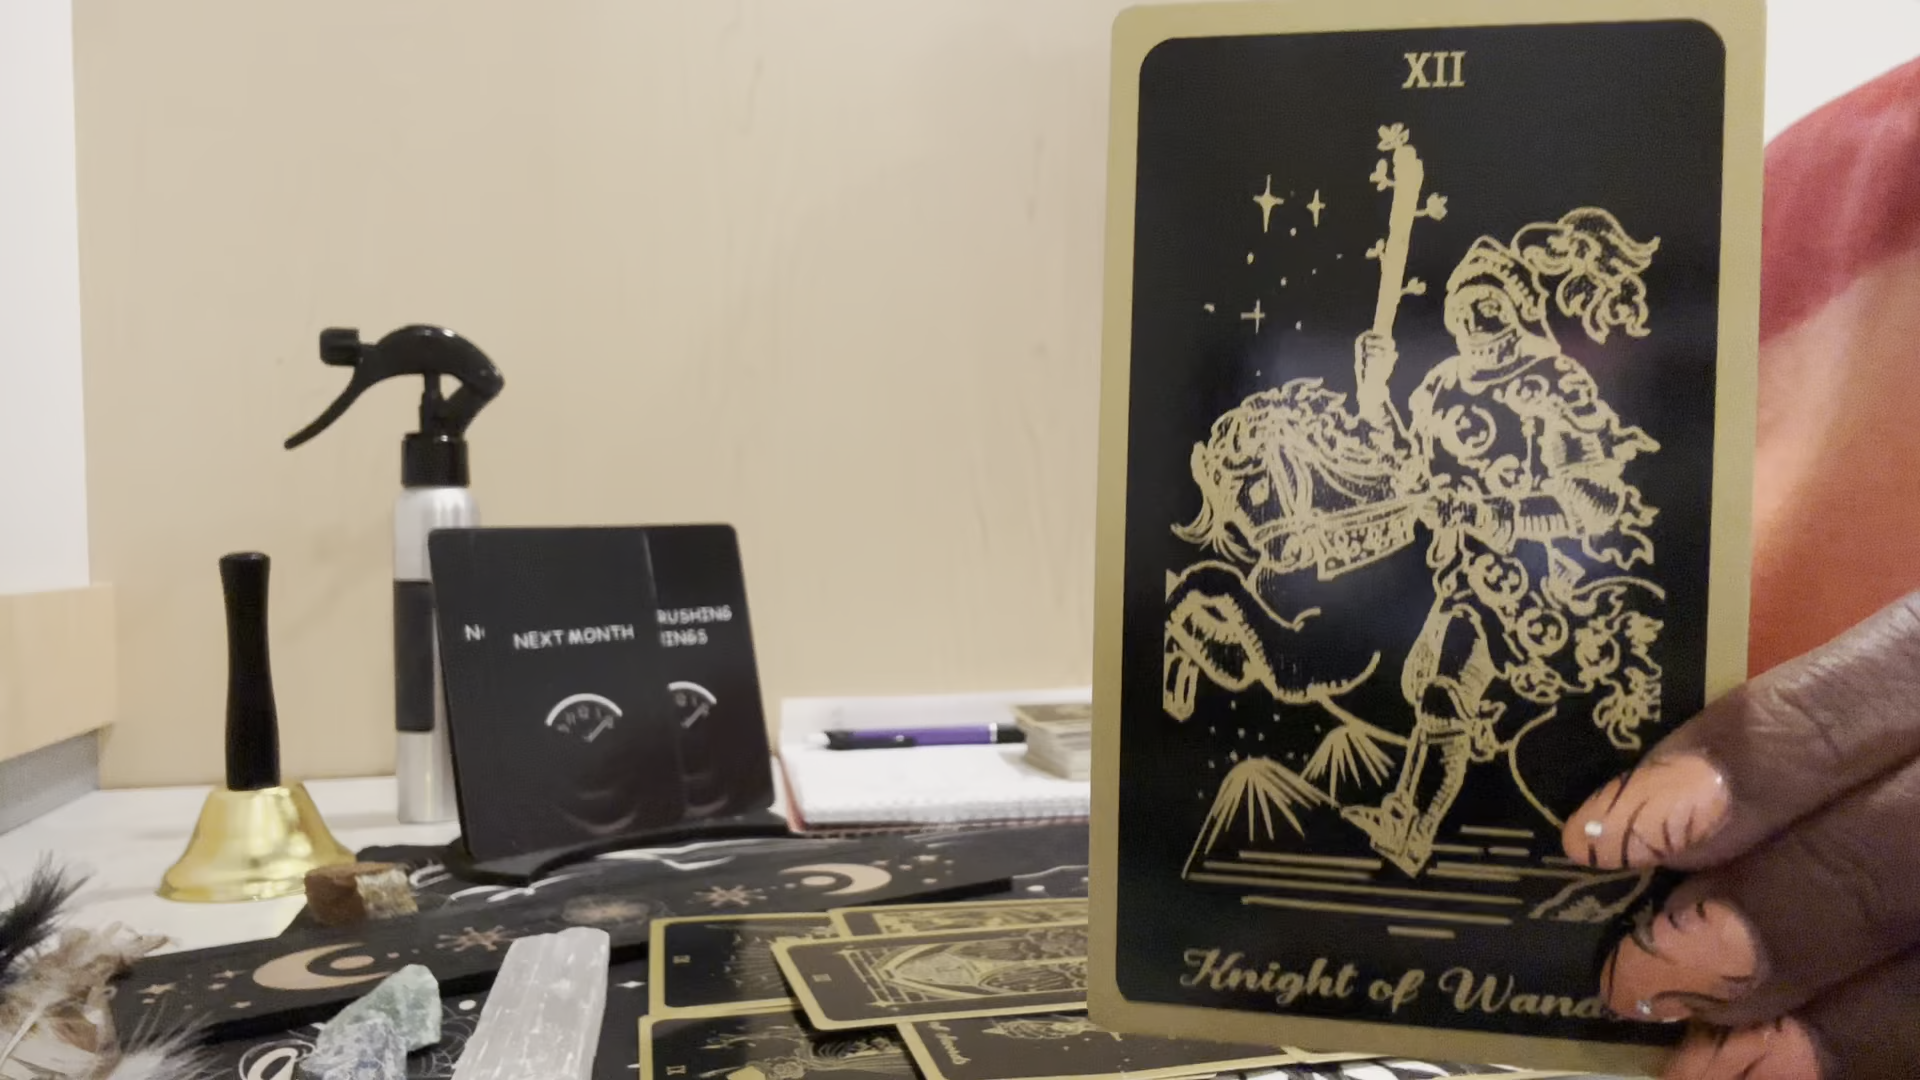 XII
Knight of Wand
NEXT MONTH
RUSHING
INGS